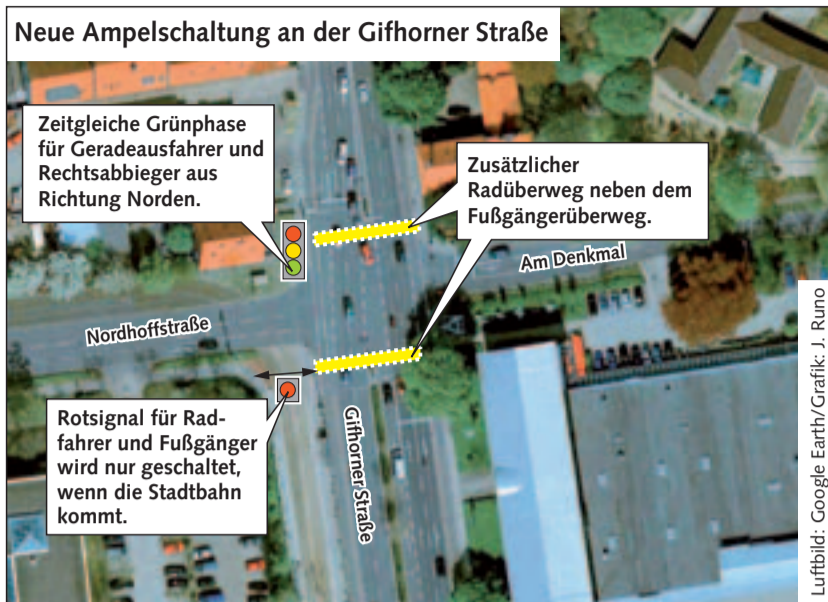 Neue Ampelschaltung an der Gifhorner Straße
Zeitgleiche Grünphase
für Geradeausfahrer und
Rechtsabbieger aus
Richtung Norden.
Zusätzlicher
Radüberweg neben dem
Fußgängerüberweg.
Am Denkmal
Nordhoffstraße
Rotsignal für Rad-
fahrer und Fußgänger
wird nur geschaltet,
wenn die Stadtbahn
kommt.
Gifhorner Straße
Luftbild: Google Earth/Grafik: J. Runo